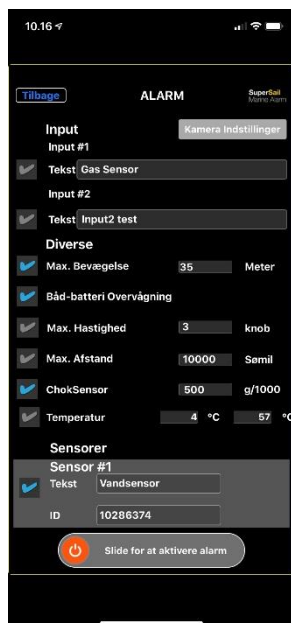 10.16
Tilbage
ALARM
SuperSail
Marine Alarm
Input
Kamera Indstillinger
Input #1
Tekst Gas Sensor
Input #2
Tekst Input2 test
Diverse
Max. Bevægelse 35 Meter
Båd-batteri Overvågning
Max. Hastighed 3 knob
Max. Afstand 10000 Sømil
ChokSensor 500 g/1000
Temperatur 4 °C 57 °C
Sensorer
Sensor #1
Tekst Vandsensor
ID 10286374
Slide for at aktivere alarm